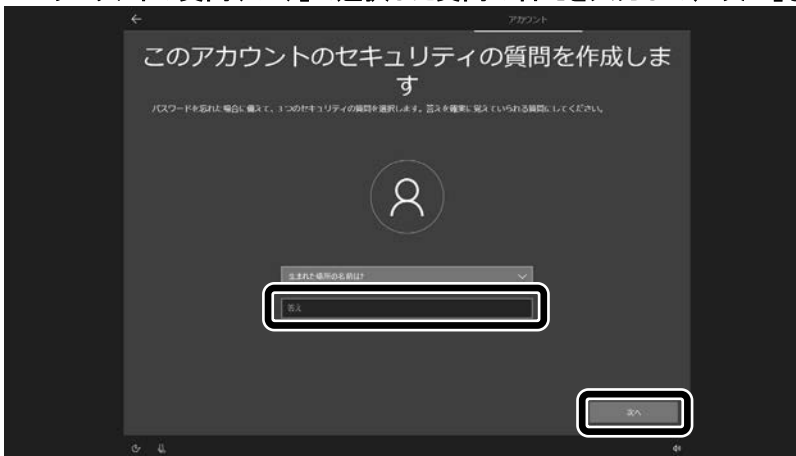 アカウント
このアカウントのセキュリティの質問を作成しま
す
パスワードを忘れた場合に備えて、1つのセキュリティの質問を選択します。答えを確実に覚えていられる質問にしてください。
生まれた場所の名前は?
答え
次へ